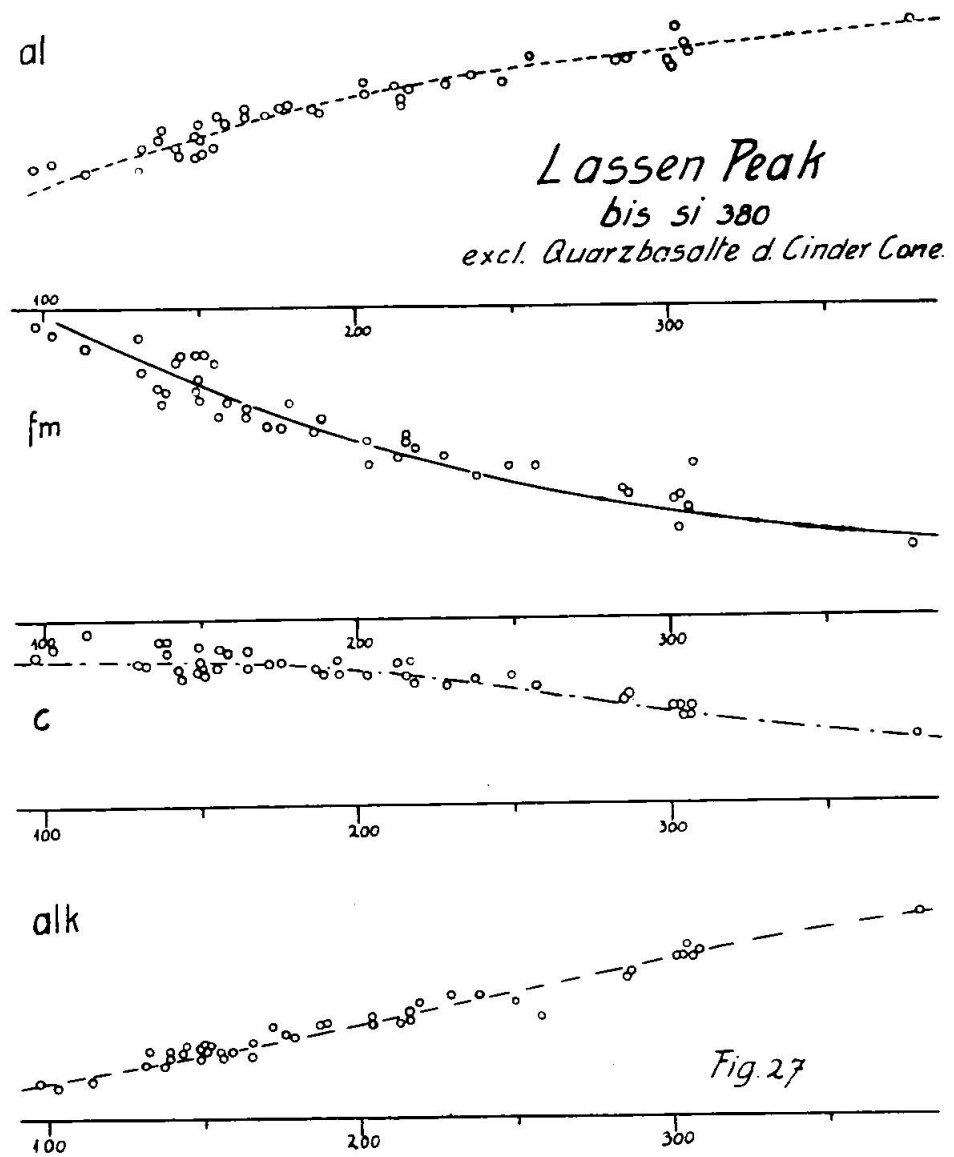 al
Lassen Peak
bis si 380
excl. Quarzbasalte d. Cinder Cone.
100 200 300
fm
100 200 300
c
100 200 300
alk
Fig. 27
100 200 300